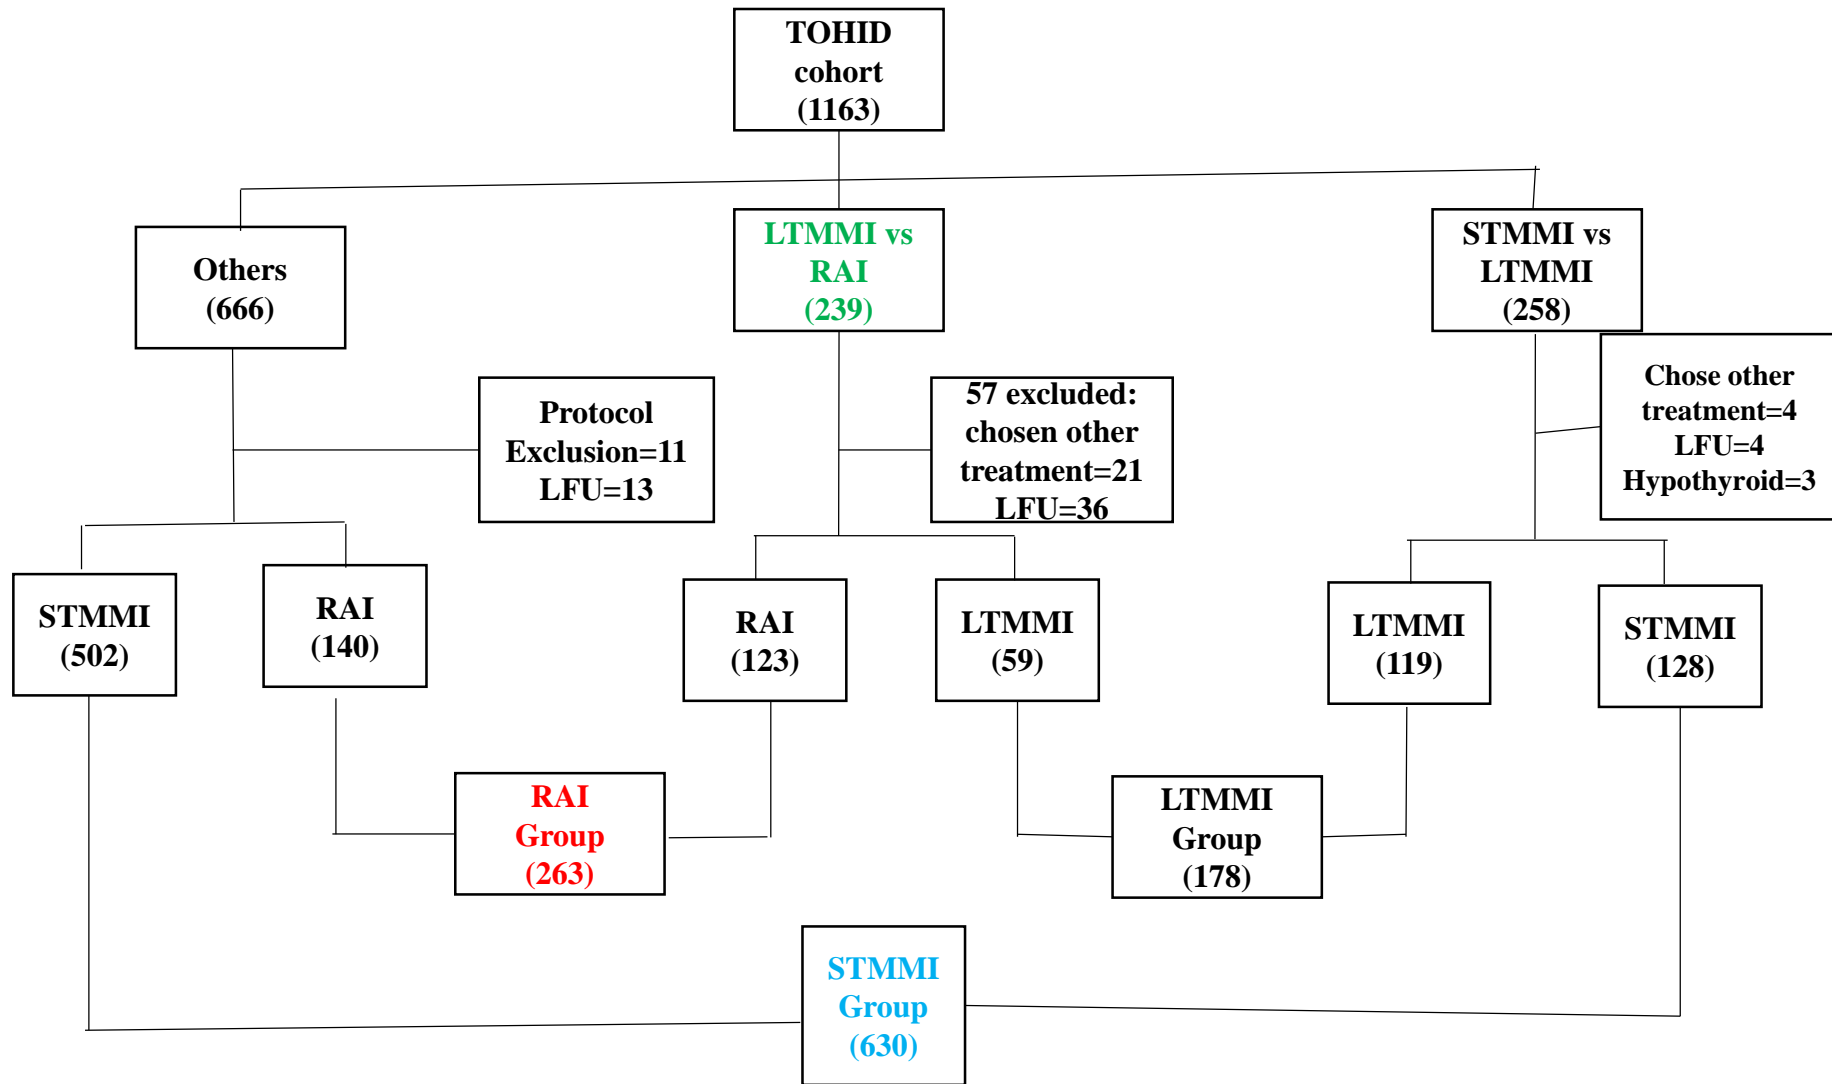 TOHID
cohort
(1163)
Others
(666)
LTMMI vs
RAI
(239)
STMMI vs
LTMMI
(258)
Protocol
Exclusion=11
LFU=13
57 excluded:
chosen other
treatment=21
LFU=36
Chose other
treatment=4
LFU=4
Hypothyroid=3
STMMI
(502)
RAI
(140)
RAI
(123)
LTMMI
(59)
LTMMI
(119)
STMMI
(128)
RAI
Group
(263)
LTMMI
Group
(178)
STMMI
Group
(630)